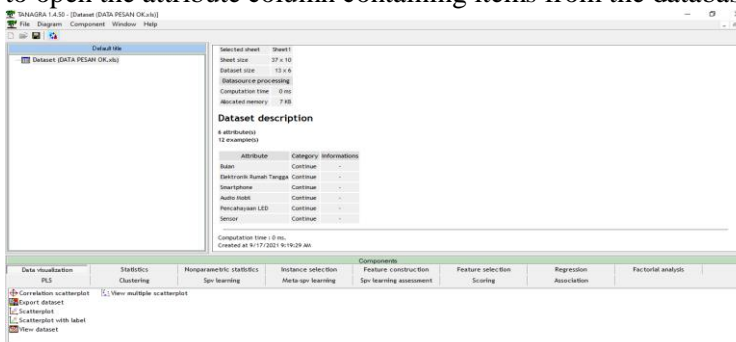 to open the attribute column containing items from the databas
TANAGRA 1.4.50 - [Dataset (DATA PESAN OK.xls)]
File Diagram Component Window Help
Default title
Dataset (DATA PESAN OK.xls)
Selected sheet Sheet1
Sheet size 37 x 10
Dataset size 13 x 6
Datasource processing
Computation time 0 ms
Allocated memory 7 KB
Dataset description
6 attribute(s)
12 example(s)
Attribute Category Informations
Bulan Continue -
Elektronik Rumah Tangga Continue -
Smartphone Continue -
Audio Mobil Continue -
Pencahayaan LED Continue -
Sensor Continue -
Computation time : 0 ms.
Created at 9/17/2021 9:19:29 AM
Components
Data visualization Statistics Nonparametric statistics Instance selection Feature construction Feature selection Regression Factorial analysis
PLS Clustering Spv learning Meta-spv learning Spv learning assessment Scoring Association
Correlation scatterplot View multiple scatterplot
Export dataset
Scatterplot
Scatterplot with label
View dataset